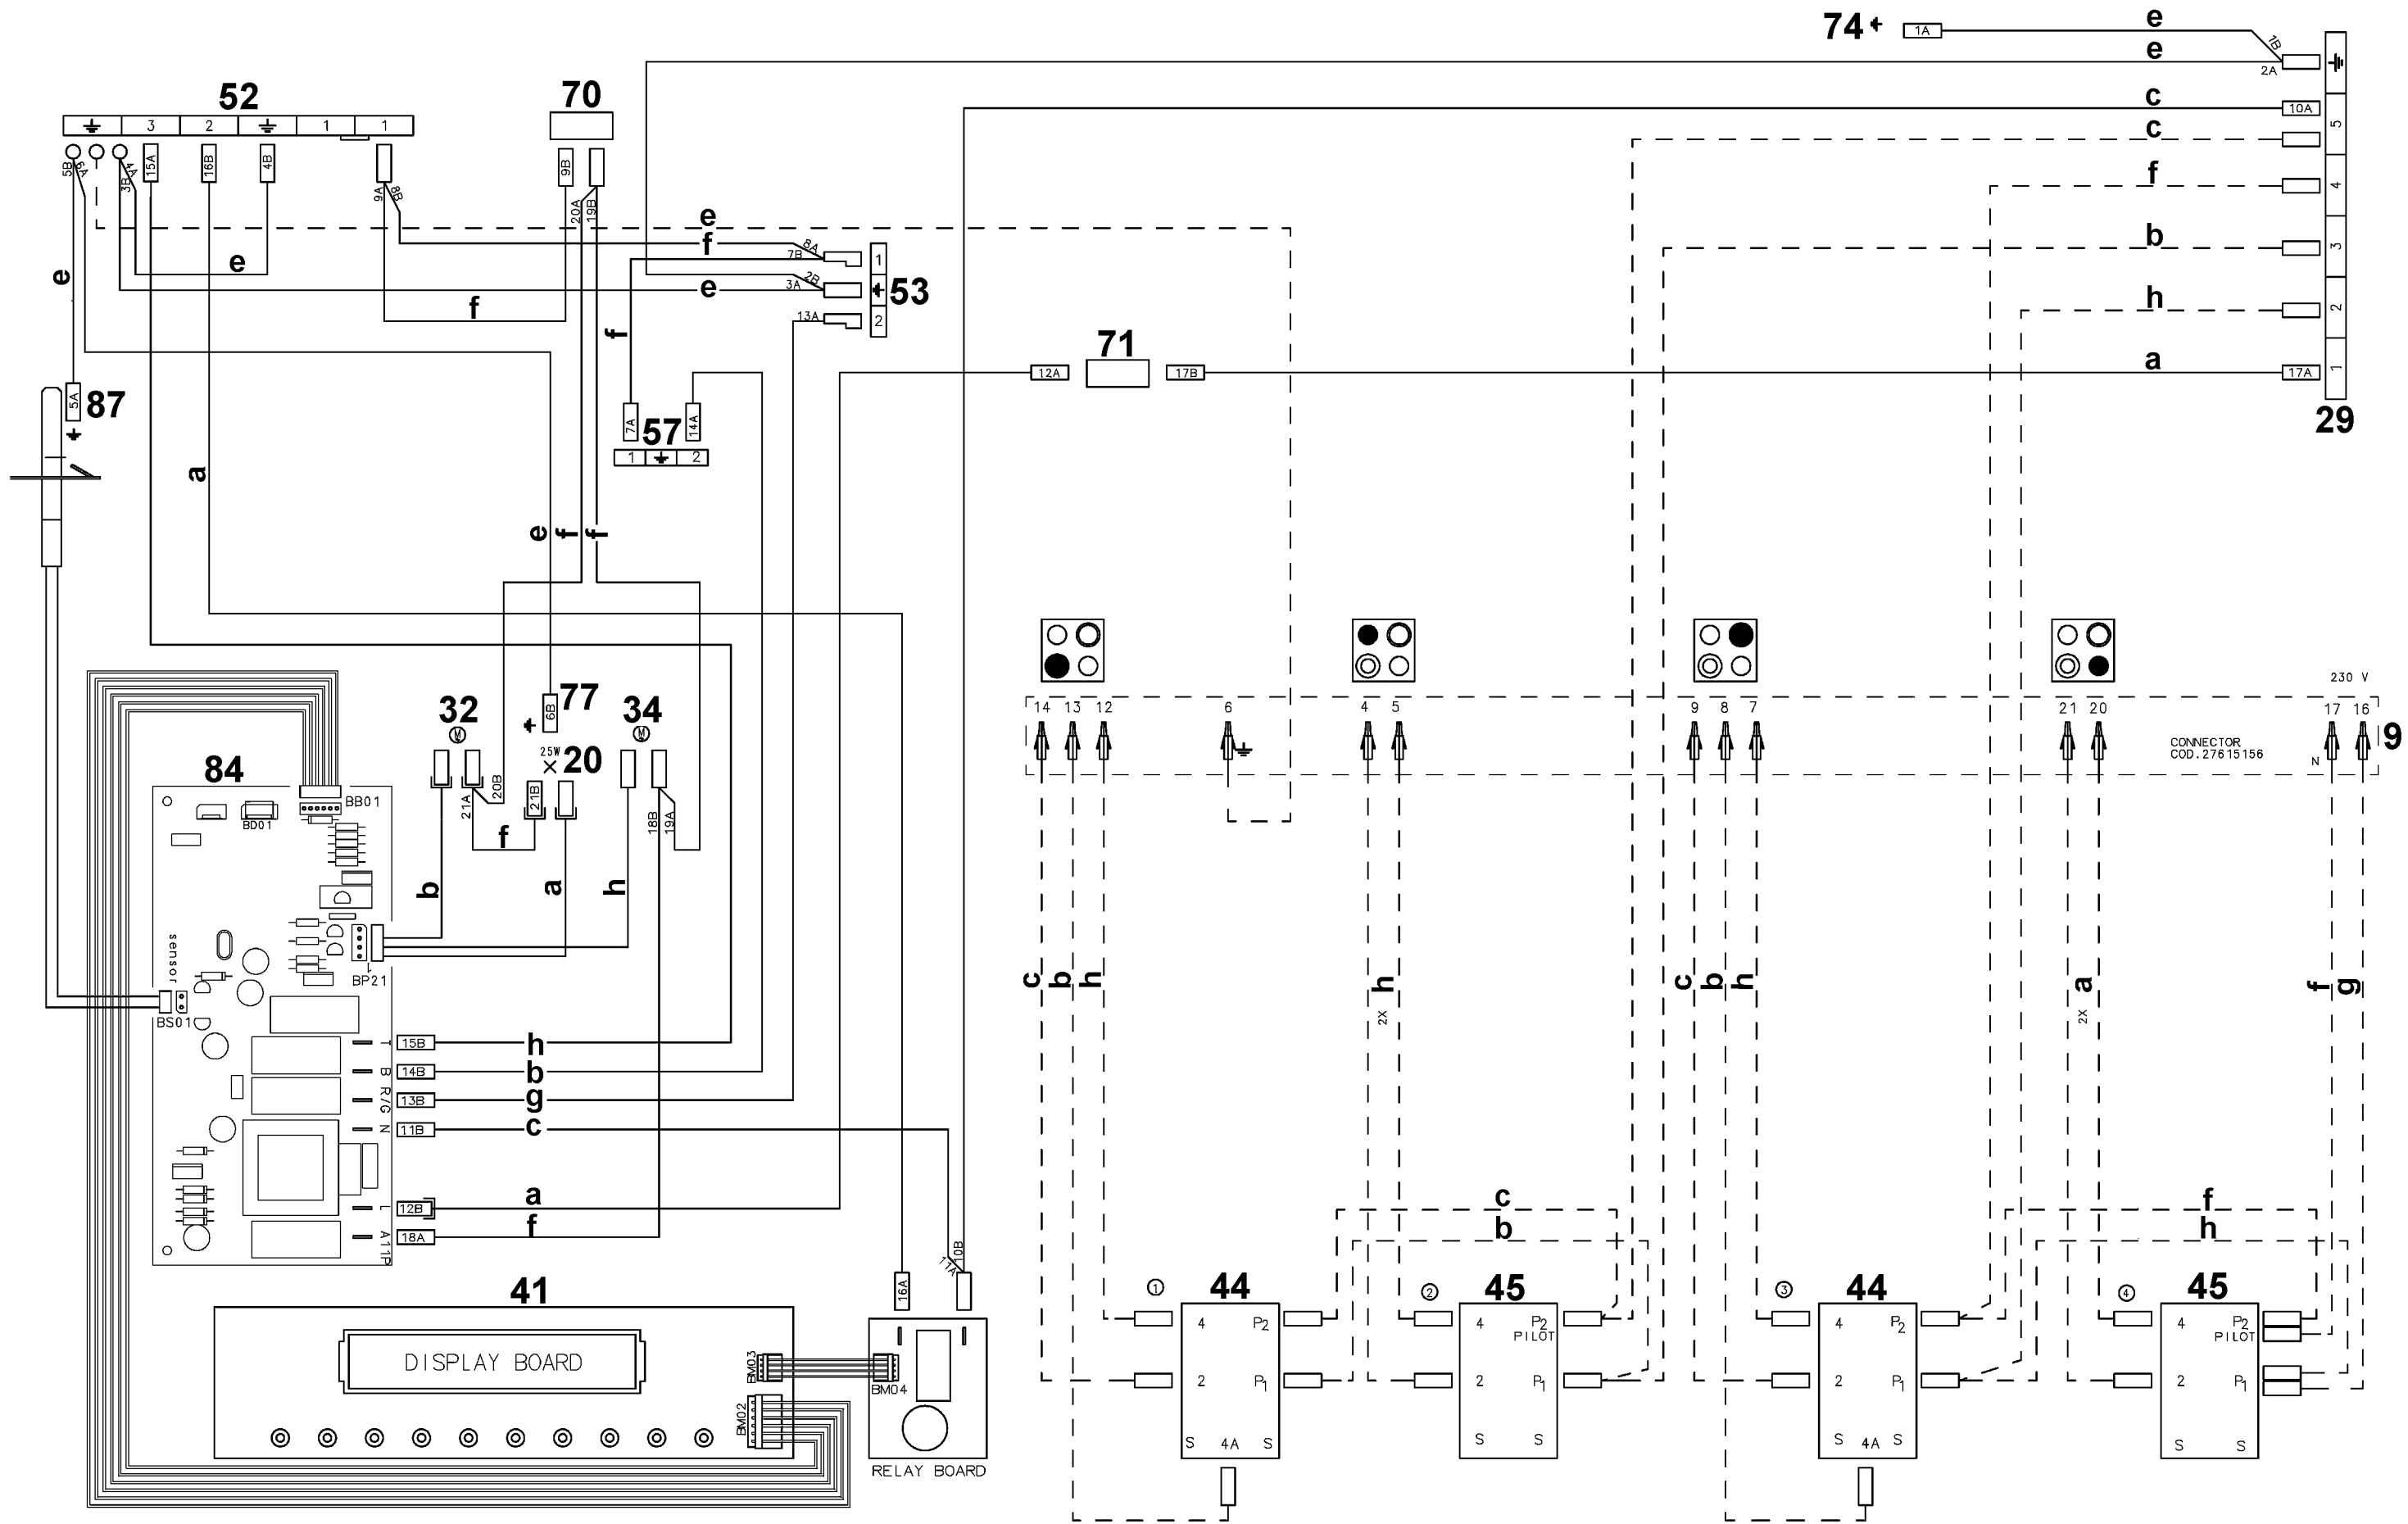 74
1A
e
1B
e
2A
c
10A
c
5
f
4
b
3
h
2
a
17A
1
29
52
3
2
1
1
5B
6A
3B
4A
15A
16B
4B
9A
8B
70
9B
20A
19B
e
f
8A
7B
1
e
e
2B
3A
e
53
f
13A
2
f
71
12A
17B
5A
87
7A
57
14A
1
2
a
e
f
f
32
M
77
6B
34
M
25W
20
84
BB01
BD01
21A
20B
21B
18B
19A
f
b
a
h
sensor
BP21
1
BS01
T
15B
h
B
14B
b
R/G
13B
g
N
11B
c
L
12B
a
A11P
18A
f
11A
10B
16A
41
DISPLAY BOARD
BM03
BM04
BM02
RELAY BOARD
230 V
14
13
12
6
4
5
9
8
7
21
20
17
16
9
CONNECTOR
COD.27615156
N
c
b
h
h
2X
c
b
h
a
2X
f
g
c
b
f
h
1
44
2
45
3
44
4
45
4
P2
4
P2
PILOT
4
P2
4
P2
PILOT
2
P1
2
P1
2
P1
2
P1
S
4A
S
S
S
S
4A
S
S
S